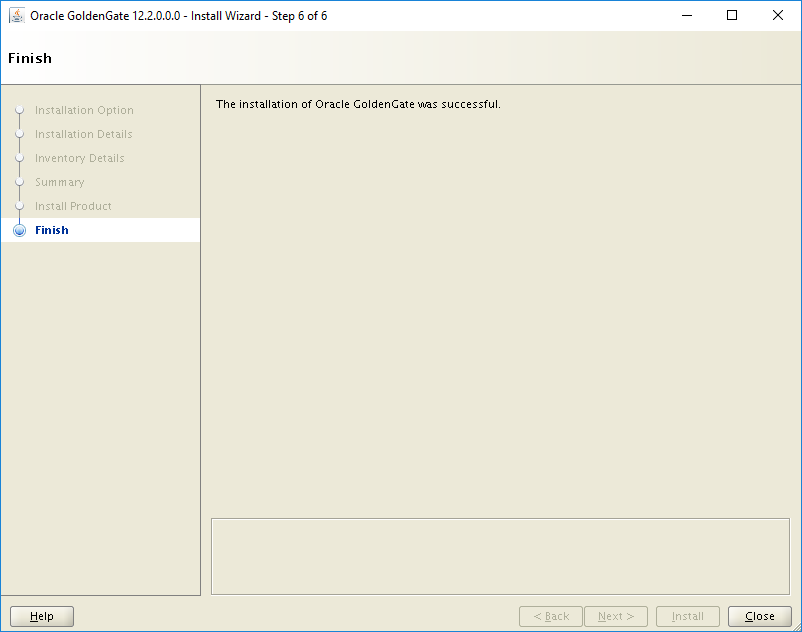 Oracle GoldenGate 12.2.0.0.0 - Install Wizard - Step 6 of 6
Finish
Installation Option
Installation Details
Inventory Details
Summary
Install Product
Finish
The installation of Oracle GoldenGate was successful.
Help
< Back
Next >
Install
Close